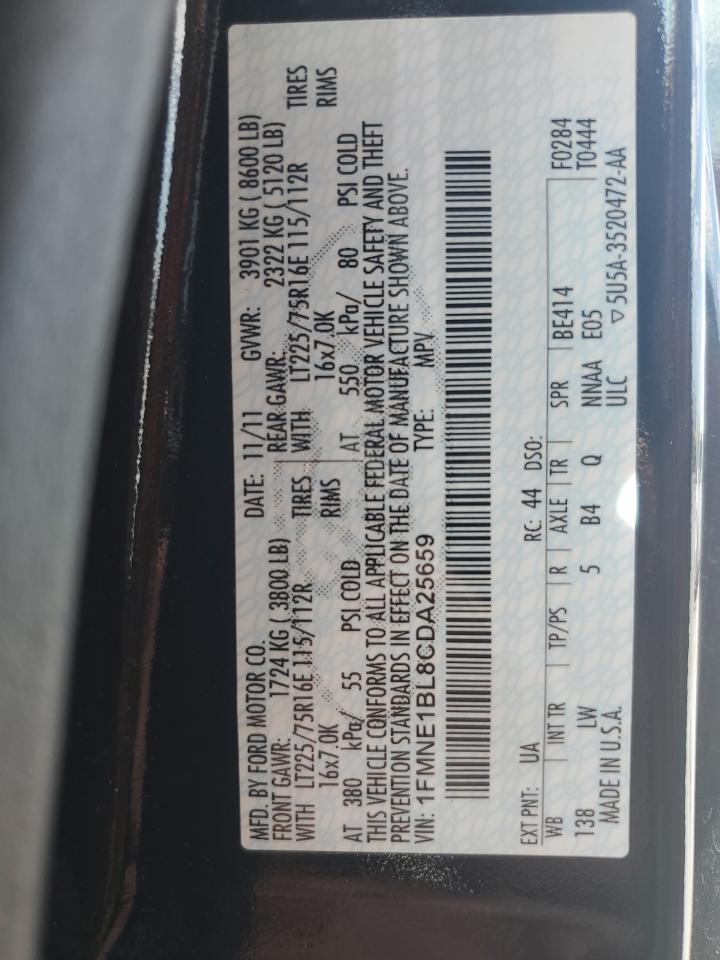 MFD. BY FORD MOTOR CO.
DATE: 11/11 GVWR: 3901 KG ( 8600 LB)
FRONT GAWR: 1724 KG ( 3800 LB) REAR GAWR: 2322 KG ( 5120 LB)
WITH LT225/75R16E 115/112R TIRES WITH LT225/75R16E 115/112R TIRES
16x7.0K RIMS 16x7.0K RIMS
AT 380 kPa/ 55 PSI COLD AT 550 kPa/ 80 PSI COLD
THIS VEHICLE CONFORMS TO ALL APPLICABLE FEDERAL MOTOR VEHICLE SAFETY AND THEFT
PREVENTION STANDARDS IN EFFECT ON THE DATE OF MANUFACTURE SHOWN ABOVE.
VIN: 1FMNE1BL8CDA25659 TYPE: MPV
EXT PNT: UA RC: 44 DSO:
WB INT TR TP/PS R AXLE TR SPR BE414 F0284
138 LW 5 B4 Q NNAA E05 T0444
MADE IN U.S.A. ULC ▽5U5A-3520472-AA